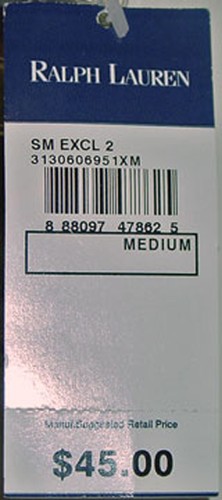 RALPH LAUREN
SM EXCL 2
3130606951XM
8 88097 47862 5
MEDIUM
Manuf. Suggested Retail Price
$45.00